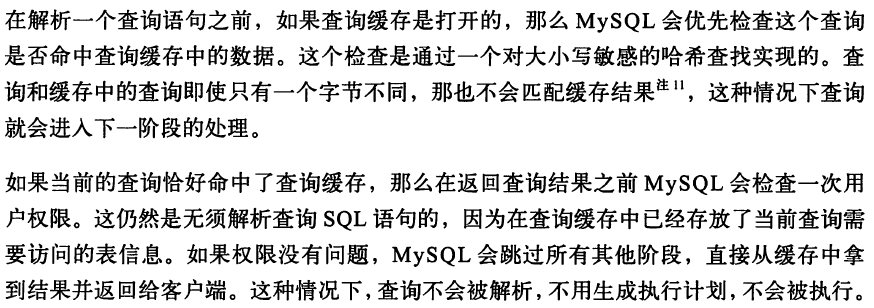 在解析一个查询语句之前，如果查询缓存是打开的，那么 MySQL 会优先检查这个查询
是否命中查询缓存中的数据。这个检查是通过一个对大小写敏感的哈希查找实现的。查
询和缓存中的查询即使只有一个字节不同，那也不会匹配缓存结果注 11，这种情况下查询
就会进入下一阶段的处理。
如果当前的查询恰好命中了查询缓存，那么在返回查询结果之前 MySQL 会检查一次用
户权限。这仍然是无须解析查询 SQL 语句的，因为在查询缓存中已经存放了当前查询需
要访问的表信息。如果权限没有问题，MySQL 会跳过所有其他阶段，直接从缓存中拿
到结果并返回给客户端。这种情况下，查询不会被解析，不用生成执行计划，不会被执行。